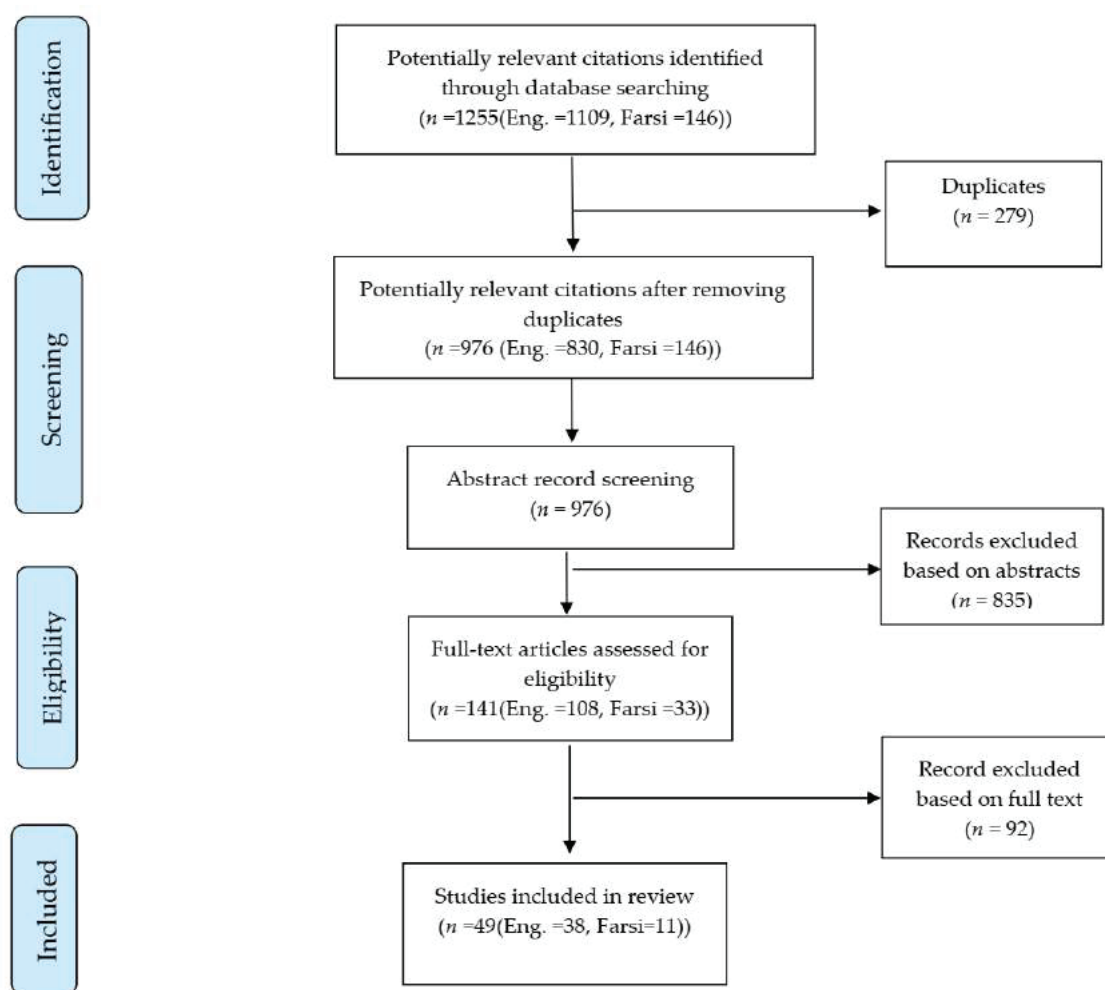 Identification
Potentially relevant citations identified
through database searching
(n =1255(Eng. =1109, Farsi =146))
Duplicates
(n = 279)
Screening
Potentially relevant citations after removing
duplicates
(n =976 (Eng. =830, Farsi =146))
Abstract record screening
(n = 976)
Records excluded
based on abstracts
(n = 835)
Eligibility
Full-text articles assessed for
eligibility
(n =141(Eng. =108, Farsi =33))
Record excluded
based on full text
(n = 92)
Included
Studies included in review
(n =49(Eng. =38, Farsi=11))